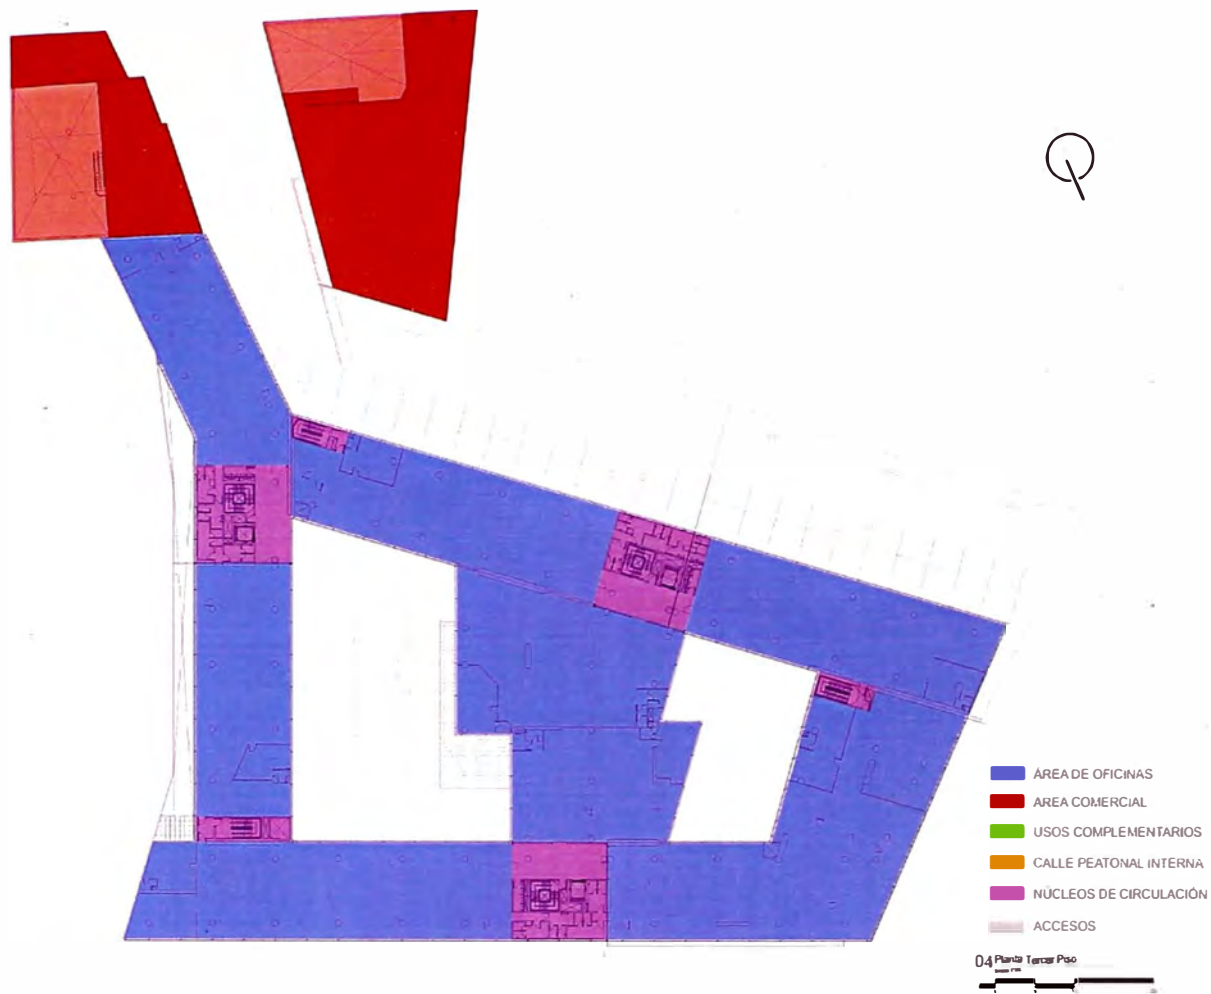 ÁREA DE OFICINAS
AREA COMERCIAL
USOS COMPLEMENTARIOS
CALLE PEATONAL INTERNA
NÚCLEOS DE CIRCULACIÓN
ACCESOS
04 Planta Tercer Piso